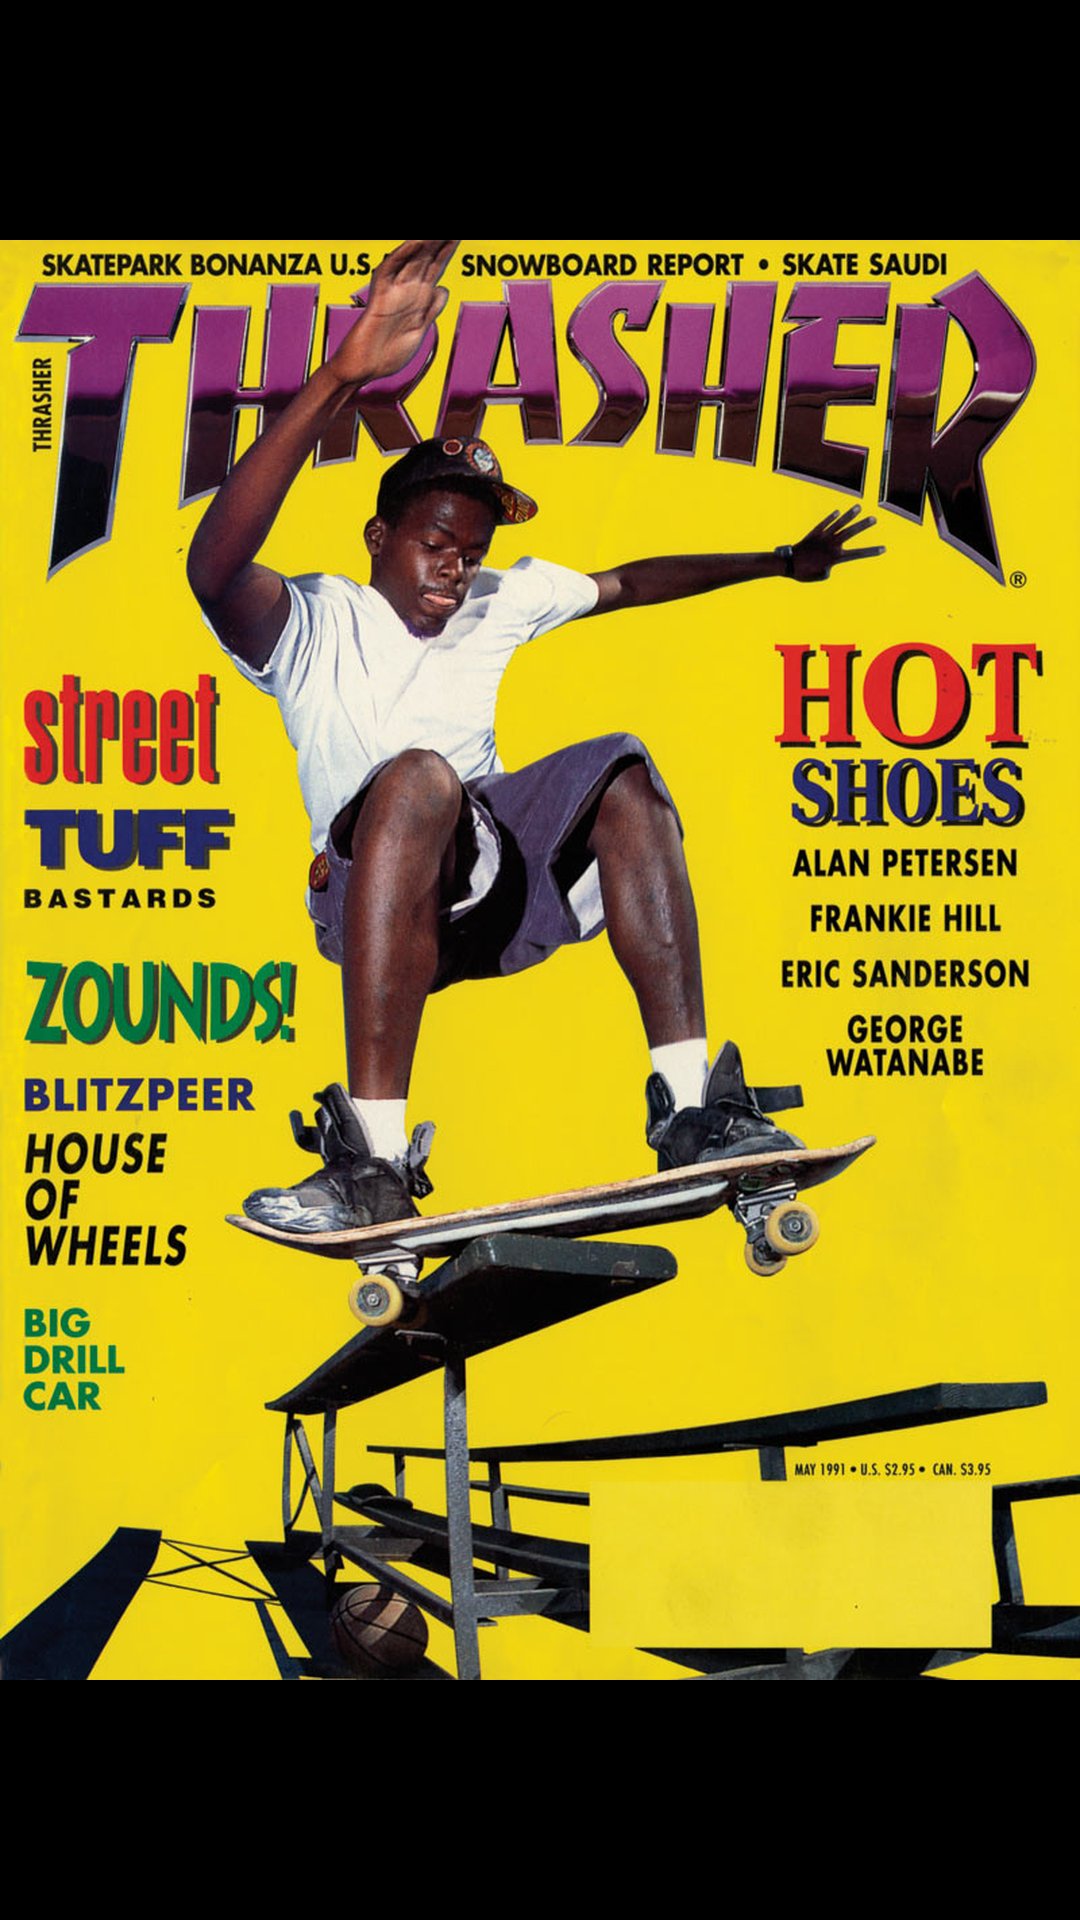 SKATEPARK BONANZA U.S. SNOWBOARD REPORT • SKATE SAUDI
THRASHER
THRASHER
®
street
TUFF
BASTARDS
ZOUNDS!
BLITZPEER
HOUSE
OF
WHEELS
BIG
DRILL
CAR
HOT
SHOES
ALAN PETERSEN
FRANKIE HILL
ERIC SANDERSON
GEORGE
WATANABE
MAY 1991 • U.S. $2.95 • CAN. $3.95